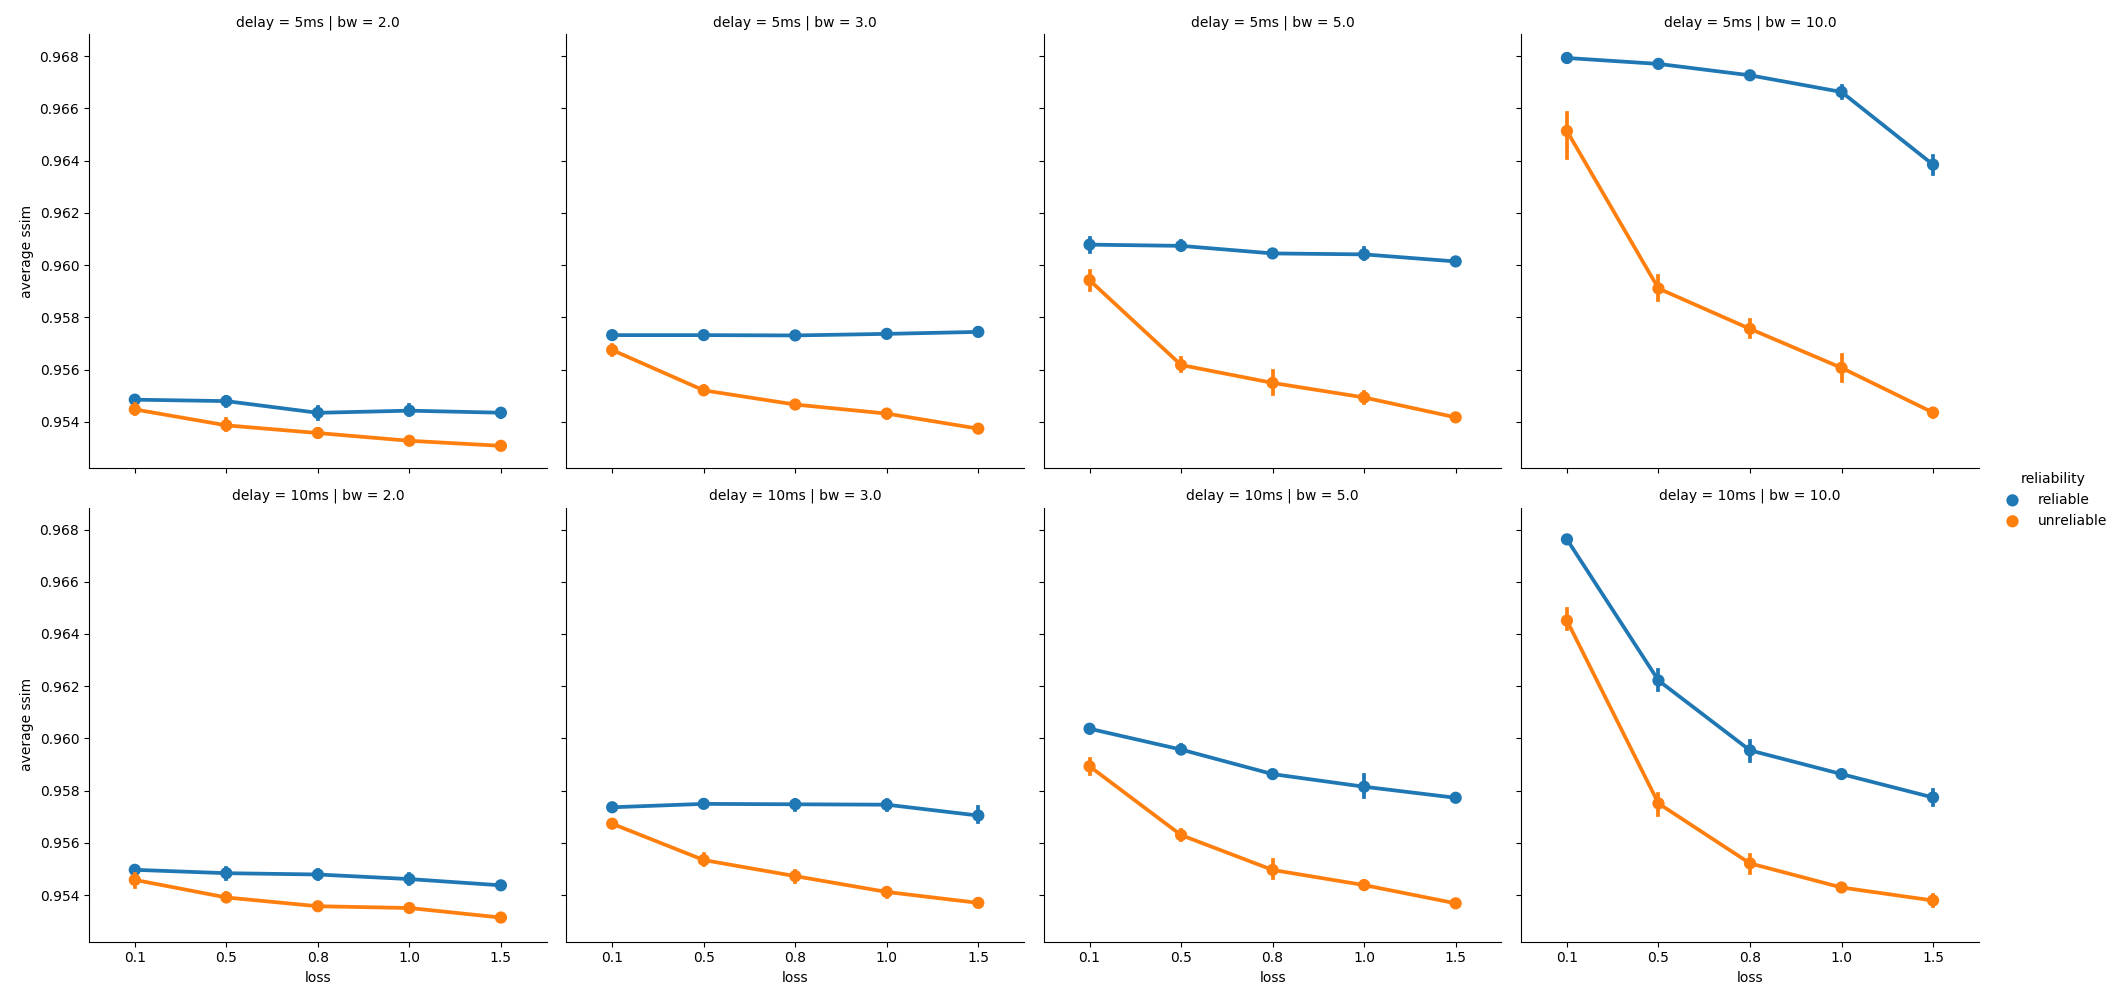 delay = 5ms | bw = 2.0
delay = 5ms | bw = 3.0
delay = 5ms | bw = 5.0
delay = 5ms | bw = 10.0
0.968
0.966
0.964
0.962
0.960
0.958
0.956
0.954
average ssim
reliability
reliable
unreliable
delay = 10ms | bw = 2.0
delay = 10ms | bw = 3.0
delay = 10ms | bw = 5.0
delay = 10ms | bw = 10.0
0.968
0.966
0.964
0.962
0.960
0.958
0.956
0.954
average ssim
0.1 0.5 0.8 1.0 1.5
loss
0.1 0.5 0.8 1.0 1.5
loss
0.1 0.5 0.8 1.0 1.5
loss
0.1 0.5 0.8 1.0 1.5
loss